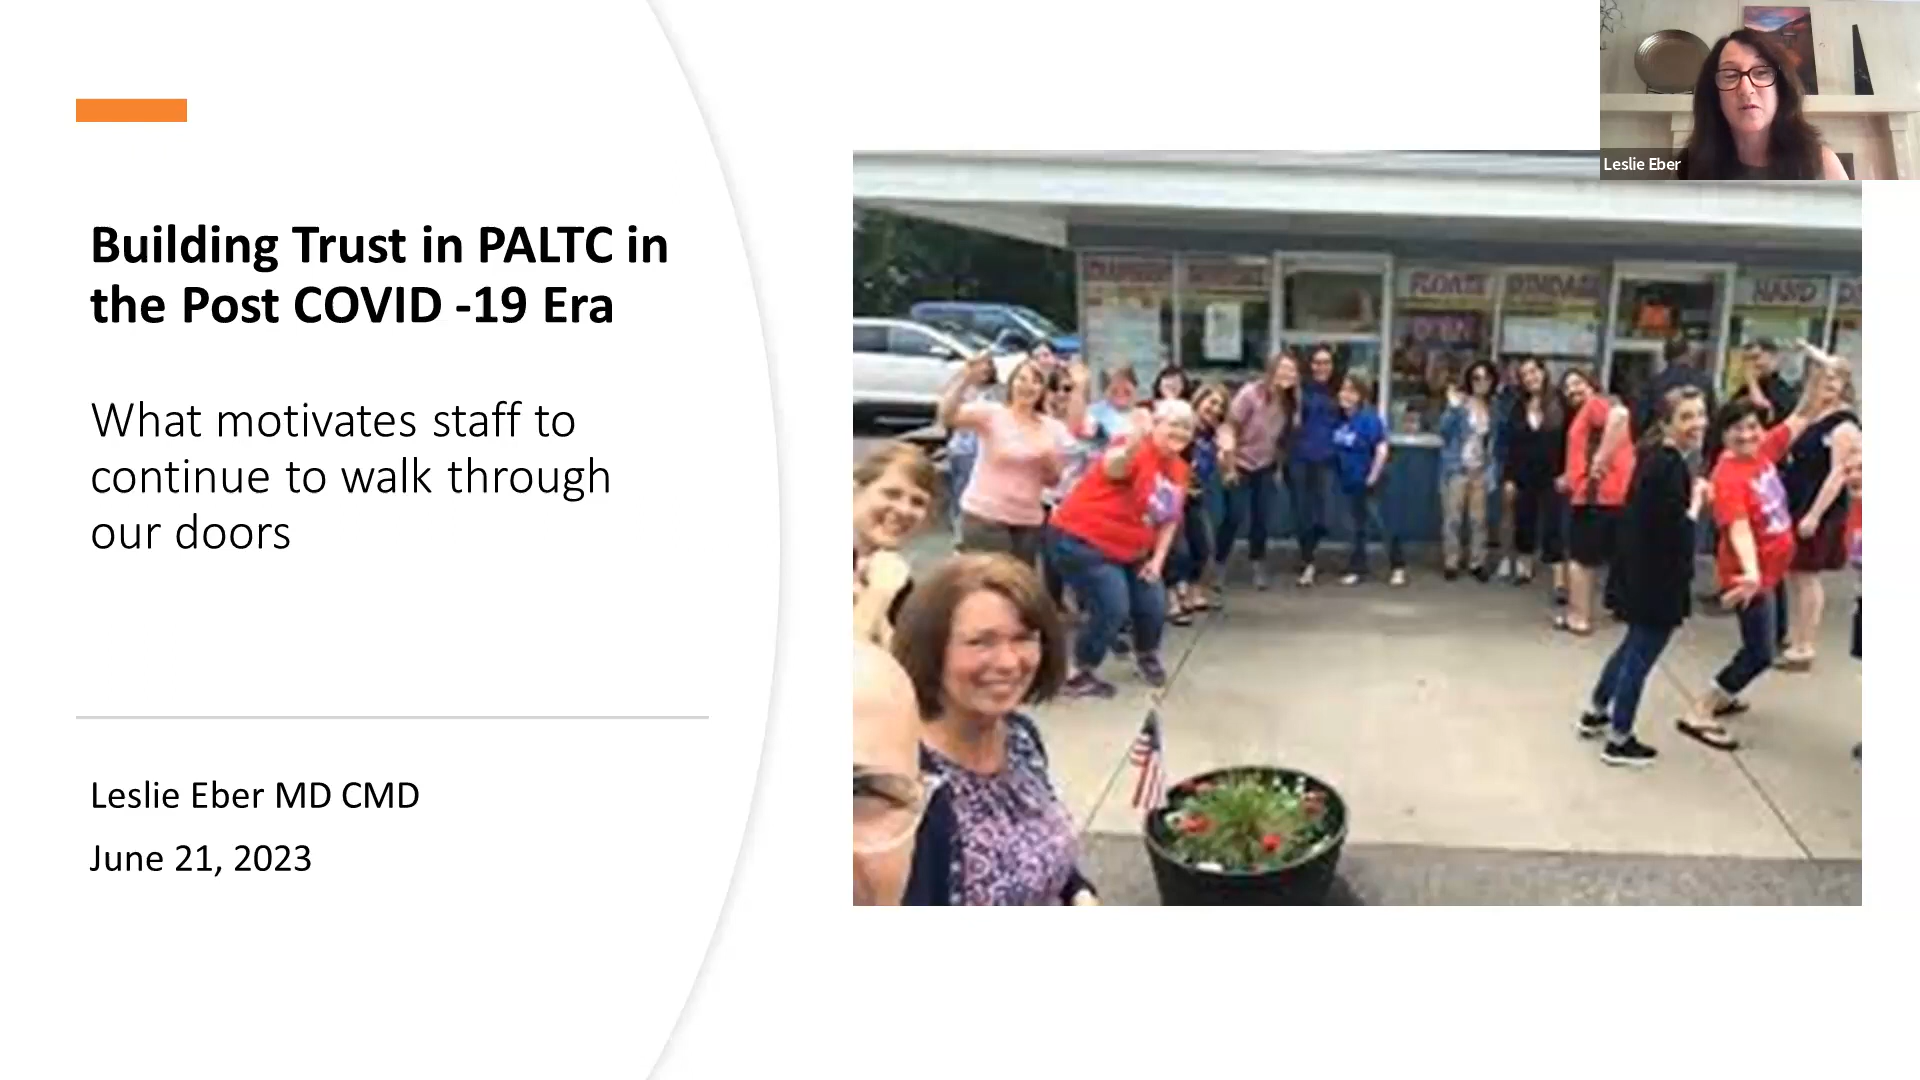 Building Trust in PALTC in
the Post COVID -19 Era
What motivates staff to
continue to walk through
our doors
Leslie Eber MD CMD
June 21, 2023
Leslie Eber
FLOATS
SUNDAES
HAND
OPEN